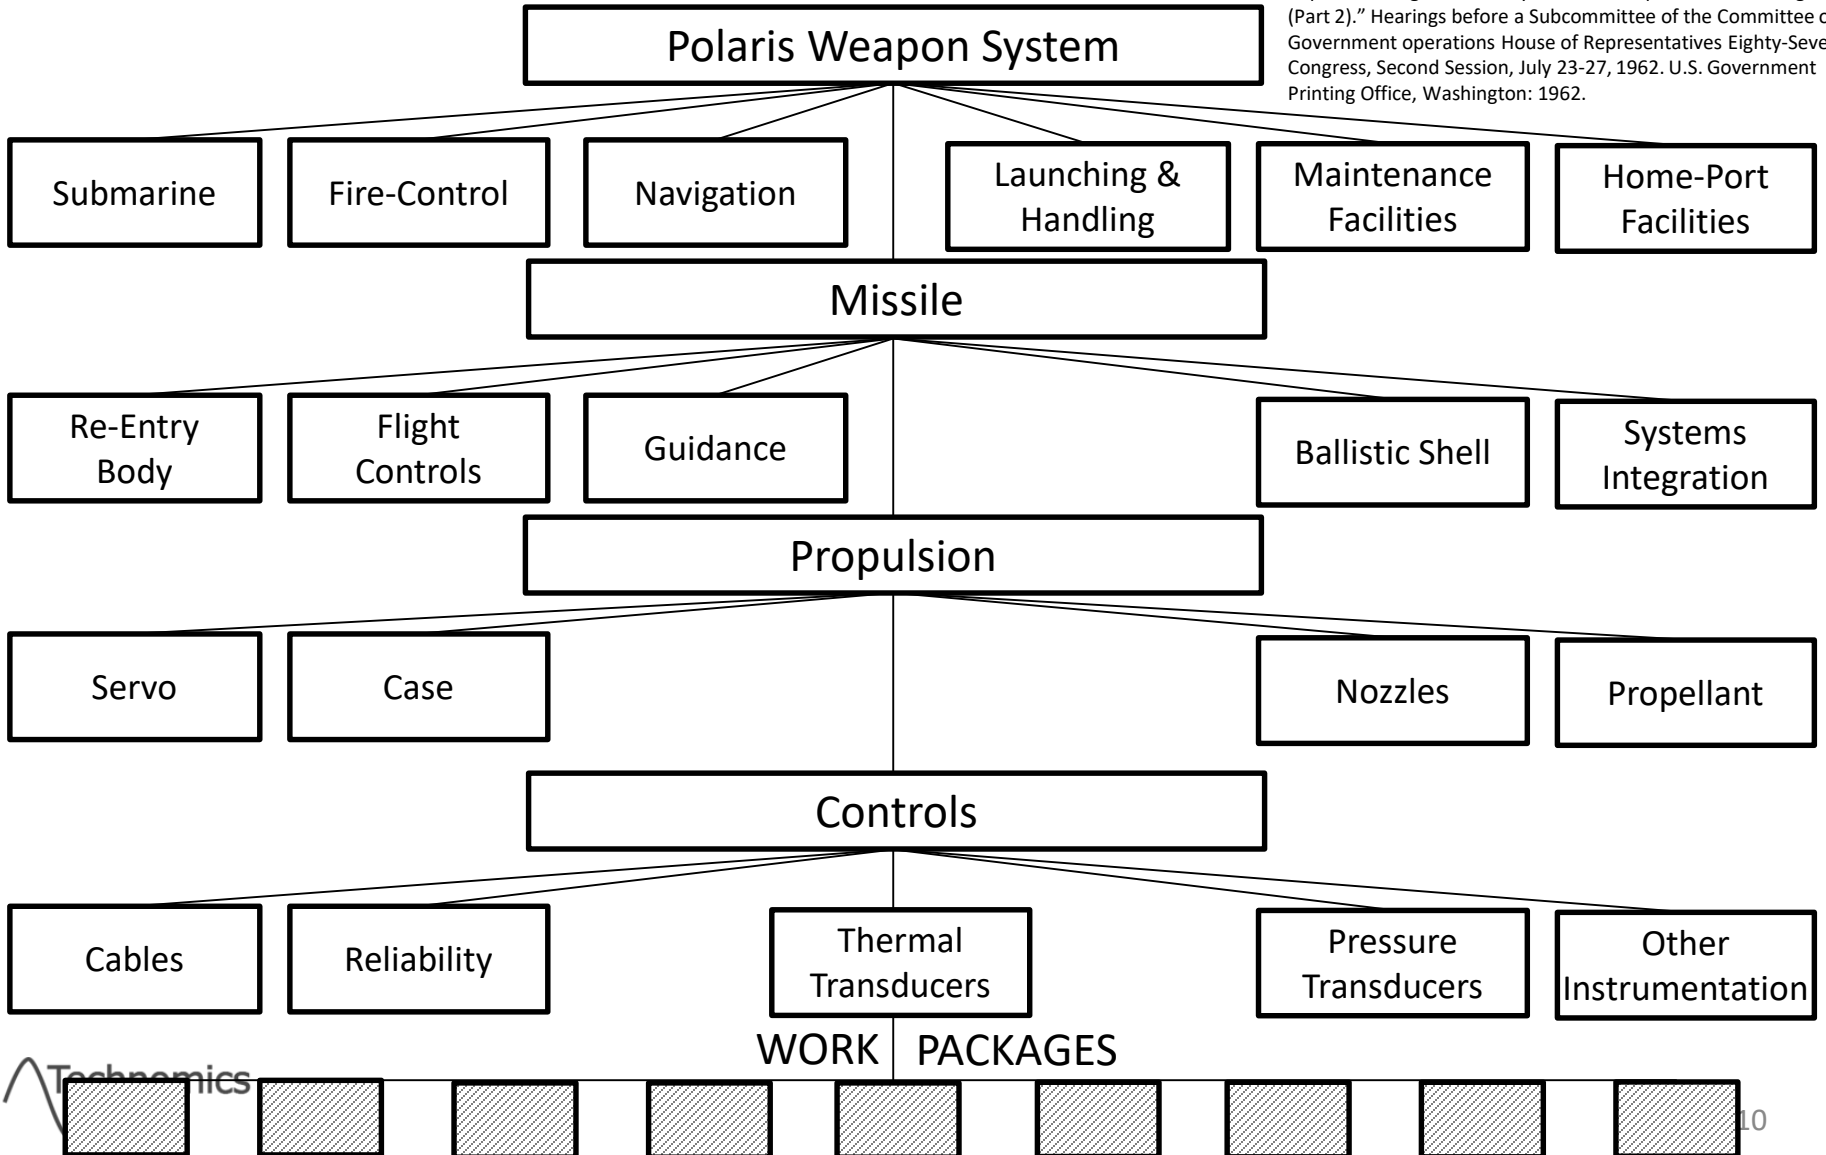 (Part 2).” Hearings before a Subcommittee of the Committee
Government operations House of Representatives
Congress, Second Session, July 23-27, 1962. U.S. Government
Printing Office, Washington: 1962.
Polaris Weapon System
Submarine
Fire-Control
Navigation
Launching &
Handling
Maintenance
Facilities
Home-Port
Facilities
Missile
Re-Entry
Body
Flight
Controls
Guidance
Ballistic Shell
Systems
Integration
Propulsion
Servo
Case
Nozzles
Propellant
Controls
Cables
Reliability
Thermal
Transducers
Pressure
Transducers
Other
Instrumentation
WORK PACKAGES
Technomics
10